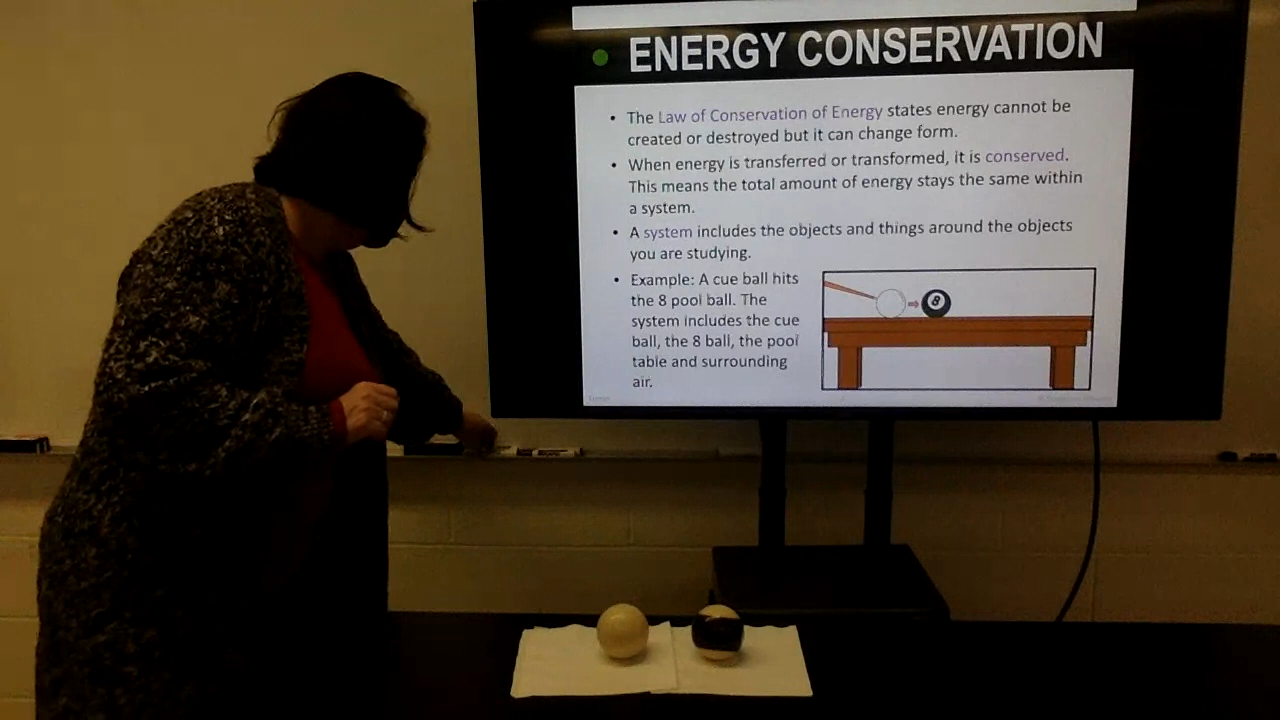 ENERGY CONSERVATION
• The Law of Conservation of Energy states energy cannot be
created or destroyed but it can change form.
• When energy is transferred or transformed, it is conserved.
This means the total amount of energy stays the same within
a system.
• A system includes the objects and things around the objects
you are studying.
• Example: A cue ball hits
the 8 pool ball. The
system includes the cue
ball, the 8 ball, the pool
table and surrounding
air.
8